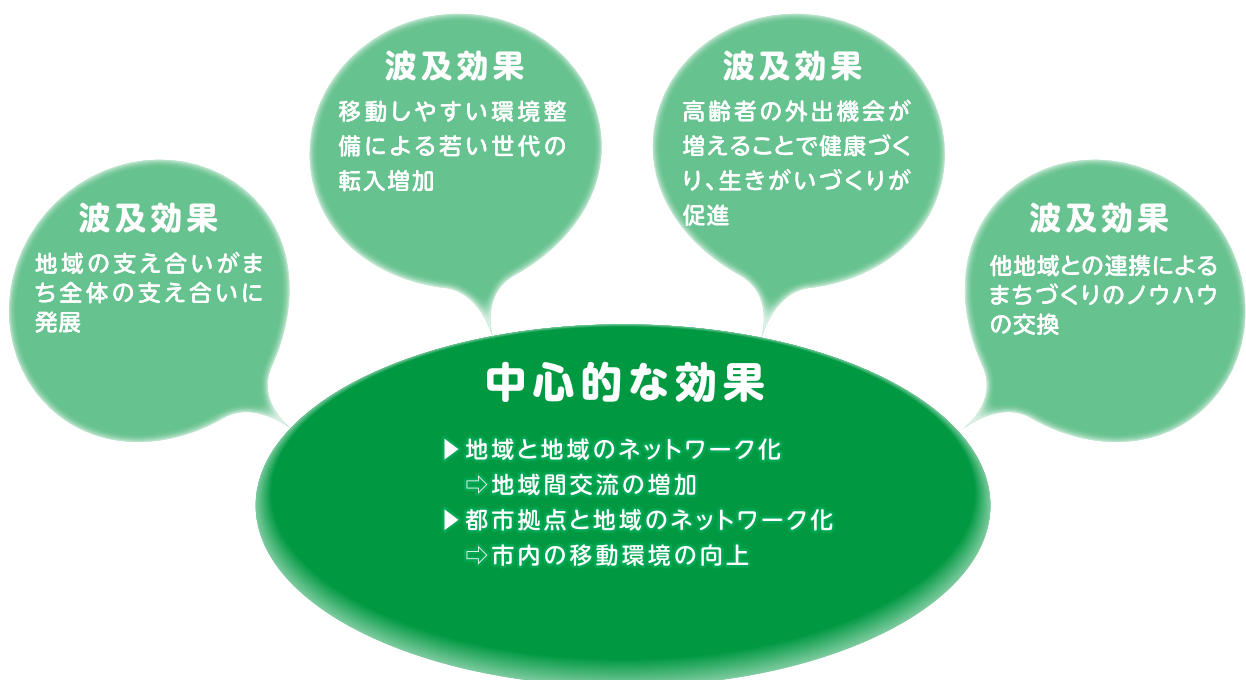 波及効果
地域の支え合いがま
ち全体の支え合いに
発展
波及効果
移動しやすい環境整
備による若い世代の
転入増加
波及効果
高齢者の外出機会が
増えることで健康づく
り、生きがいづくりが
促進
波及効果
他地域との連携による
まちづくりのノウハウ
の交換
中心的な効果
▶地域と地域のネットワーク化
⇨地域間交流の増加
▶都市拠点と地域のネットワーク化
⇨市内の移動環境の向上